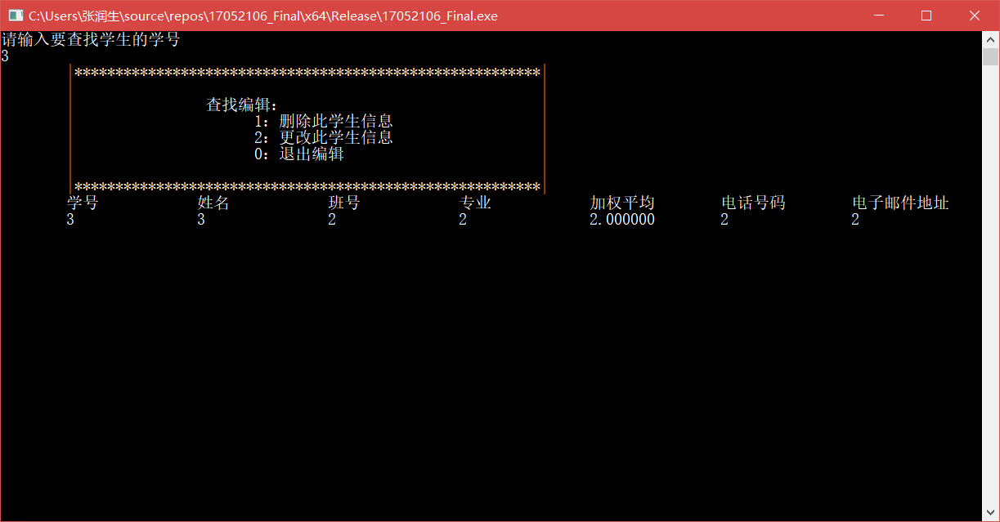 C:\Users\张润生\source\repos\17052106_Final\x64\Release\17052106_Final.exe
请输入要查找学生的学号
3
*********************************************************
查找编辑：
1：删除此学生信息
2：更改此学生信息
0：退出编辑
*********************************************************
学号 姓名 班号 专业 加权平均 电话号码 电子邮件地址
3 3 2 2 2.000000 2 2